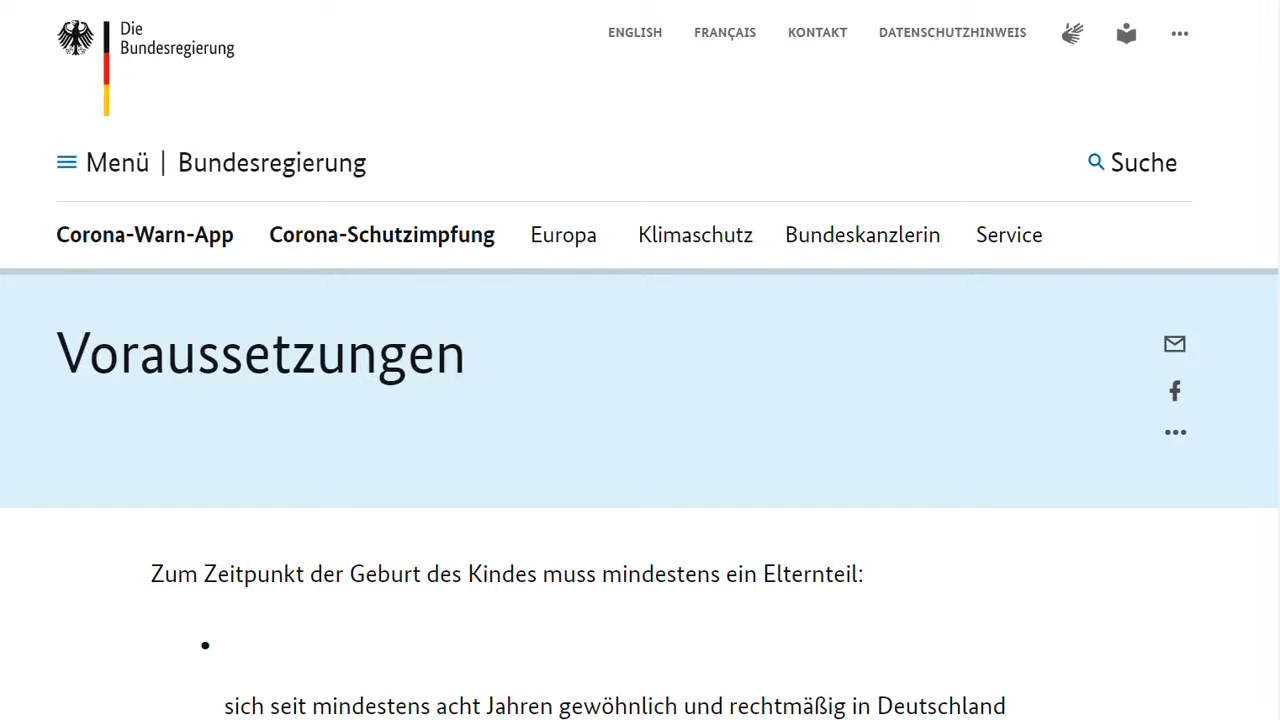 Die
Bundesregierung
ENGLISH FRANÇAIS KONTAKT DATENSCHUTZHINWEIS
Menü | Bundesregierung
Suche
Corona-Warn-App Corona-Schutzimpfung Europa Klimaschutz Bundeskanzlerin Service
Voraussetzungen
Zum Zeitpunkt der Geburt des Kindes muss mindestens ein Elternteil:
•
sich seit mindestens acht Jahren gewöhnlich und rechtmäßig in Deutschland